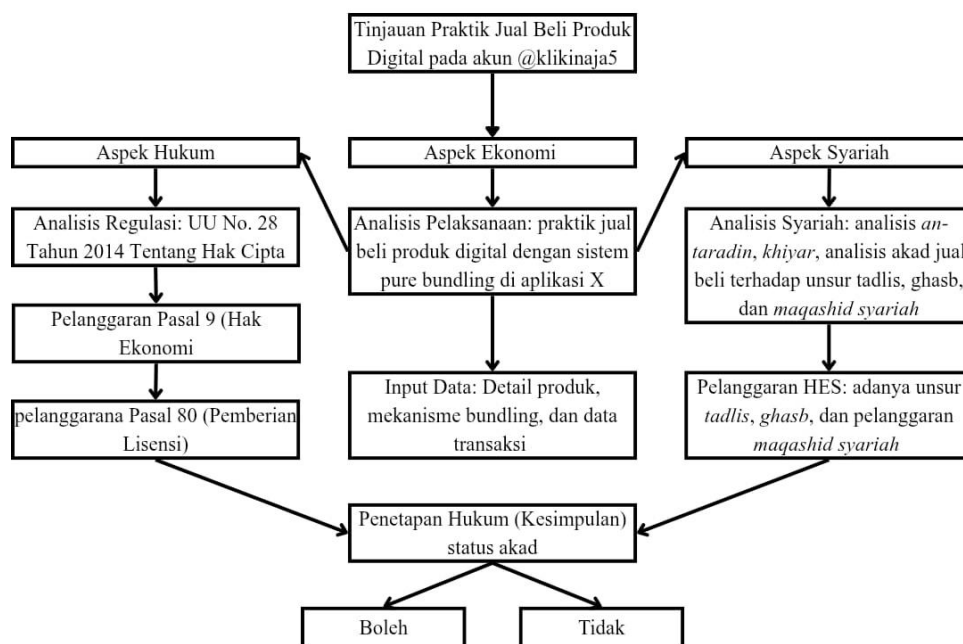 Tinjauan Praktik Jual Beli Produk
Digital pada akun @klikinaja5
Aspek Hukum
Aspek Ekonomi
Aspek Syariah
Analisis Regulasi: UU No. 28
Tahun 2014 Tentang Hak Cipta
Analisis Pelaksanaan: praktik jual
beli produk digital dengan sistem
pure bundling di aplikasi X
Analisis Syariah: analisis an-
taradin, khiyar, analisis akad jual
beli terhadap unsur tadlis, ghasb,
dan maqashid syariah
Pelanggaran Pasal 9 (Hak
Ekonomi
pelanggarana Pasal 80 (Pemberian
Lisensi)
Input Data: Detail produk,
mekanisme bundling, dan data
transaksi
Pelanggaran HES: adanya unsur
tadlis, ghasb, dan pelanggaran
maqashid syariah
Penetapan Hukum (Kesimpulan)
status akad
Boleh
Tidak